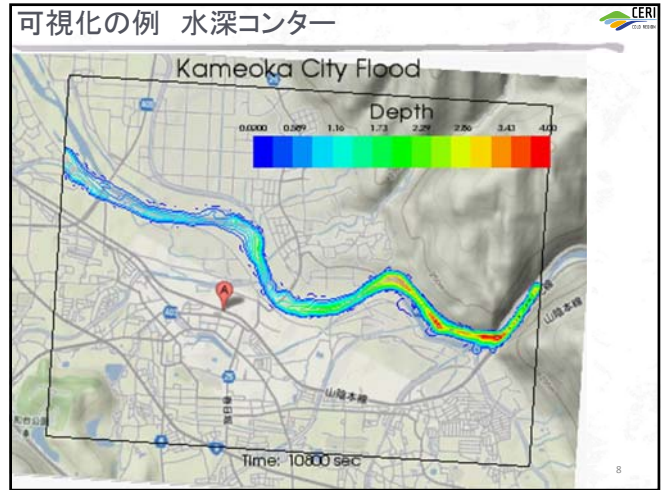 可視化の例 水深コンター
CERI
COLD REGION
Kameoka City Flood
Depth
0.0200 0.589 1.16 1.73 2.29 2.86 3.43 4.00
A
山陰本線
山陰本線
Time: 10800 sec
8